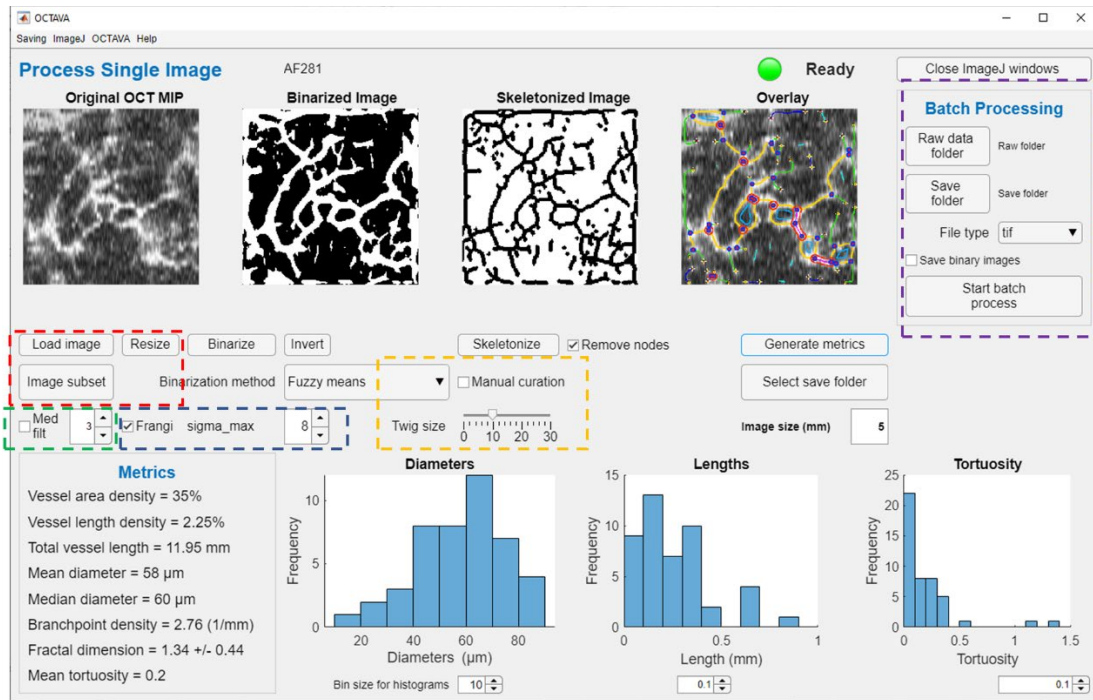 OCTAVA
Saving ImageJ OCTAVA Help
Process Single Image
AF281
Ready
Close ImageJ windows
Original OCT MIP
Binarized Image
Skeletonized Image
Overlay
Batch Processing
Raw data
folder
Raw folder
Save
folder
Save folder
File type
tif
Save binary images
Start batch
process
Load image
Resize
Binarize
Invert
Skeletonize
Remove nodes
Generate metrics
Image subset
Binarization method
Fuzzy means
Manual curation
Select save folder
Med
filt
3
Frangi
sigma_max
8
Twig size
0 10 20 30
Image size (mm)
5
Metrics
Vessel area density = 35%
Vessel length density = 2.25%
Total vessel length = 11.95 mm
Mean diameter = 58 µm
Median diameter = 60 µm
Branchpoint density = 2.76 (1/mm)
Fractal dimension = 1.34 +/- 0.44
Mean tortuosity = 0.2
Diameters
Frequency
10
5
0
20 40 60 80
Diameters (µm)
Bin size for histograms
10
Lengths
Frequency
15
10
5
0
0 0.5 1
Length (mm)
0.1
Tortuosity
Frequency
25
20
15
10
5
0
0 0.5 1 1.5
Tortuosity
0.1